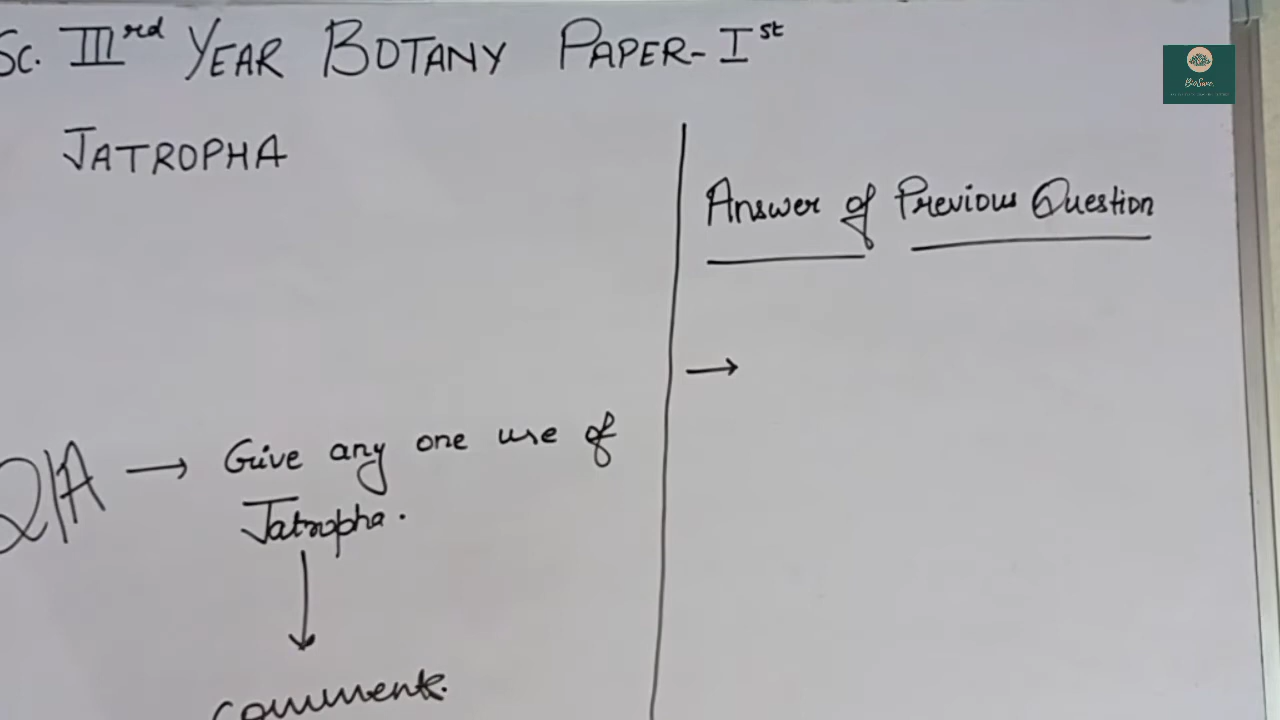 Sc. IIIrd YEAR BOTANY PAPER-Ist
JATROPHA
Answer of Previous Question
→
Q/A → Give any one use of
Jatropha.
comments.